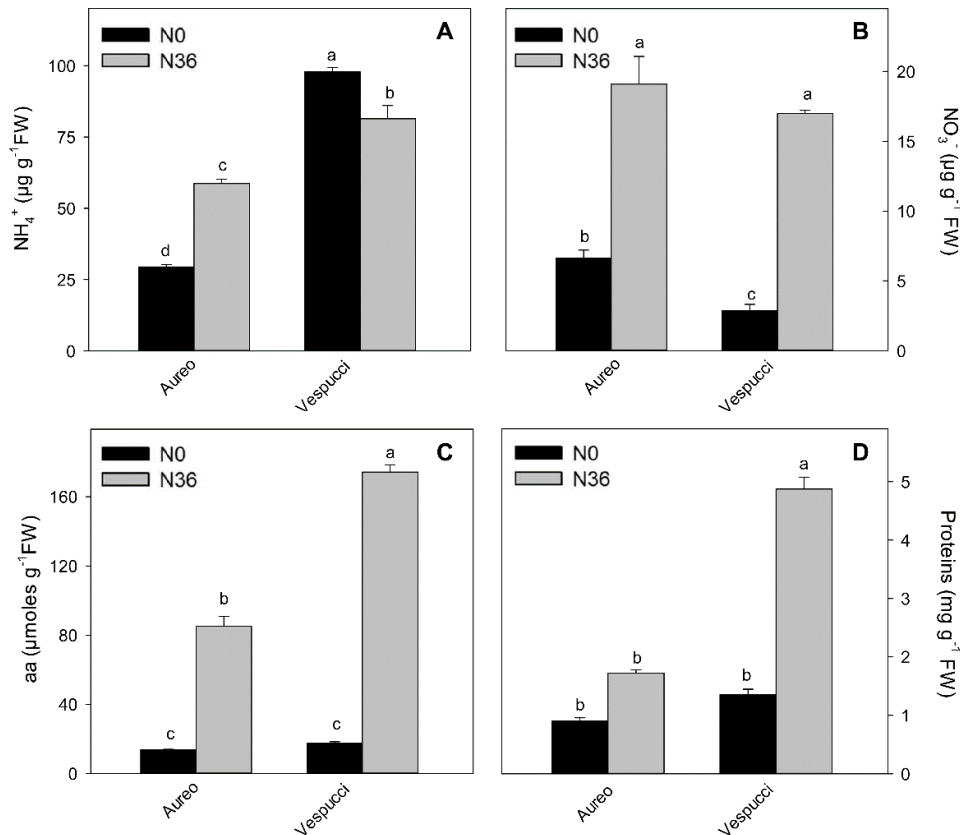 N0
N36
A
NH₄⁺ (µg g⁻¹FW)
100
75
50
25
0
d
c
a
b
Aureo
Vespucci
N0
N36
B
NO₃⁻ (µg g⁻¹ FW)
20
15
10
5
0
b
a
c
a
Aureo
Vespucci
N0
N36
C
aa (µmoles g⁻¹FW)
160
120
80
40
0
c
b
c
a
Aureo
Vespucci
N0
N36
D
Proteins (mg g⁻¹ FW)
5
4
3
2
1
0
b
b
b
a
Aureo
Vespucci